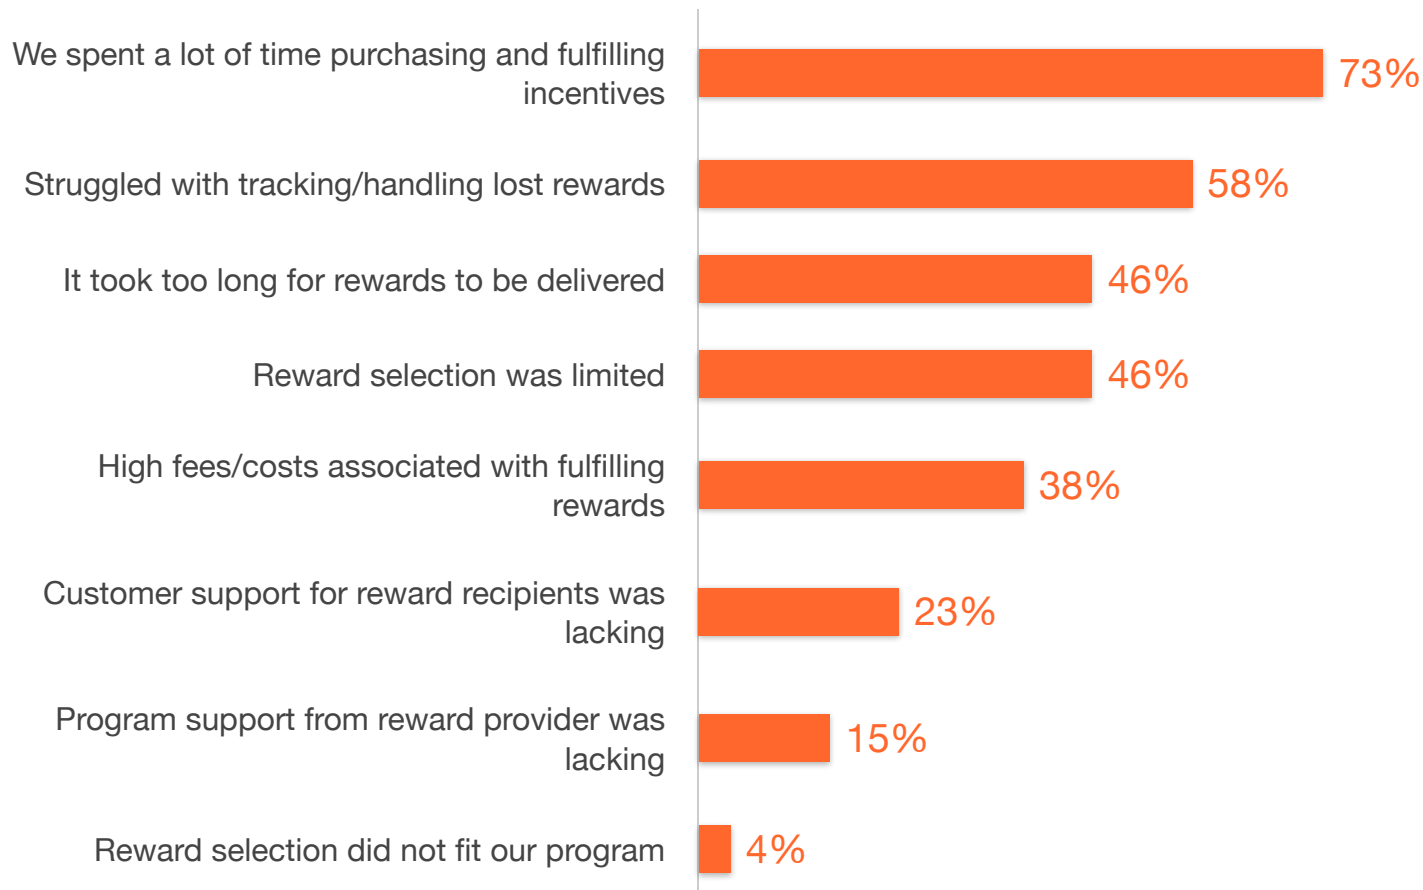 We spent a lot of time purchasing and fulfilling
incentives
73%
Struggled with tracking/handling lost rewards
58%
It took too long for rewards to be delivered
46%
Reward selection was limited
46%
High fees/costs associated with fulfilling
rewards
38%
Customer support for reward recipients was
lacking
23%
Program support from reward provider was
lacking
15%
Reward selection did not fit our program
4%